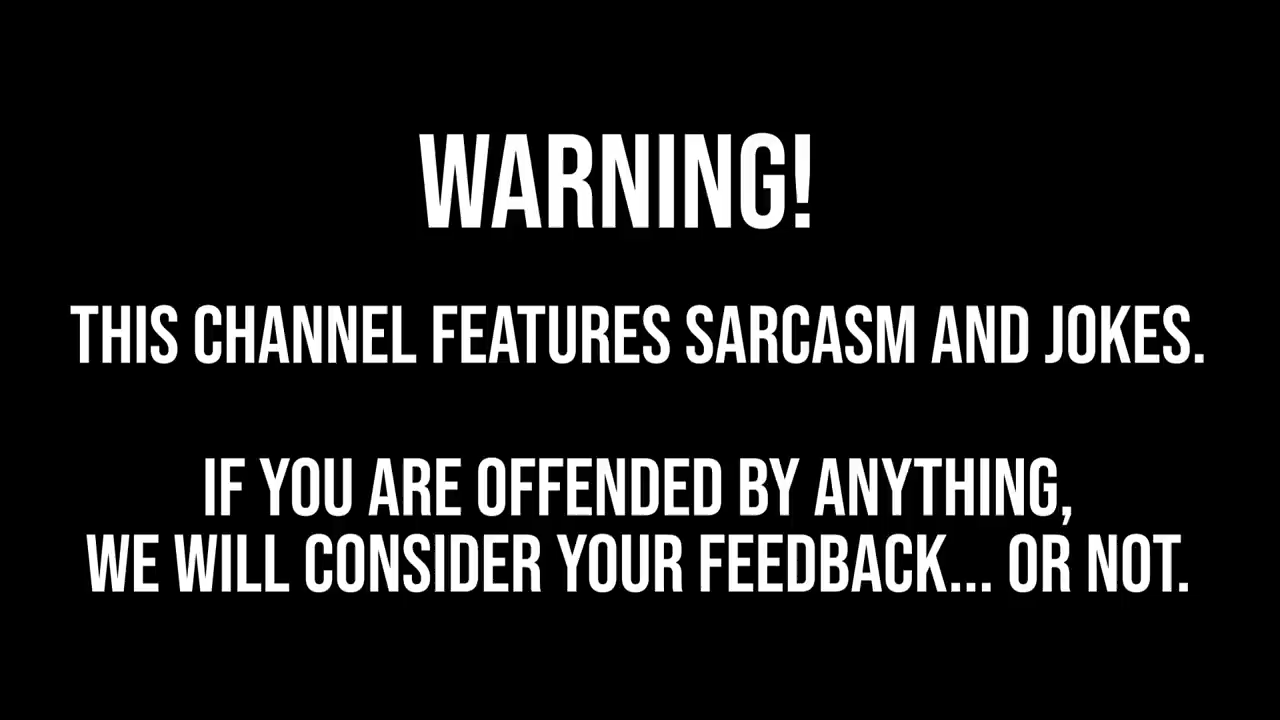 WARNING!
THIS CHANNEL FEATURES SARCASM AND JOKES.
IF YOU ARE OFFENDED BY ANYTHING,
WE WILL CONSIDER YOUR FEEDBACK... OR NOT.